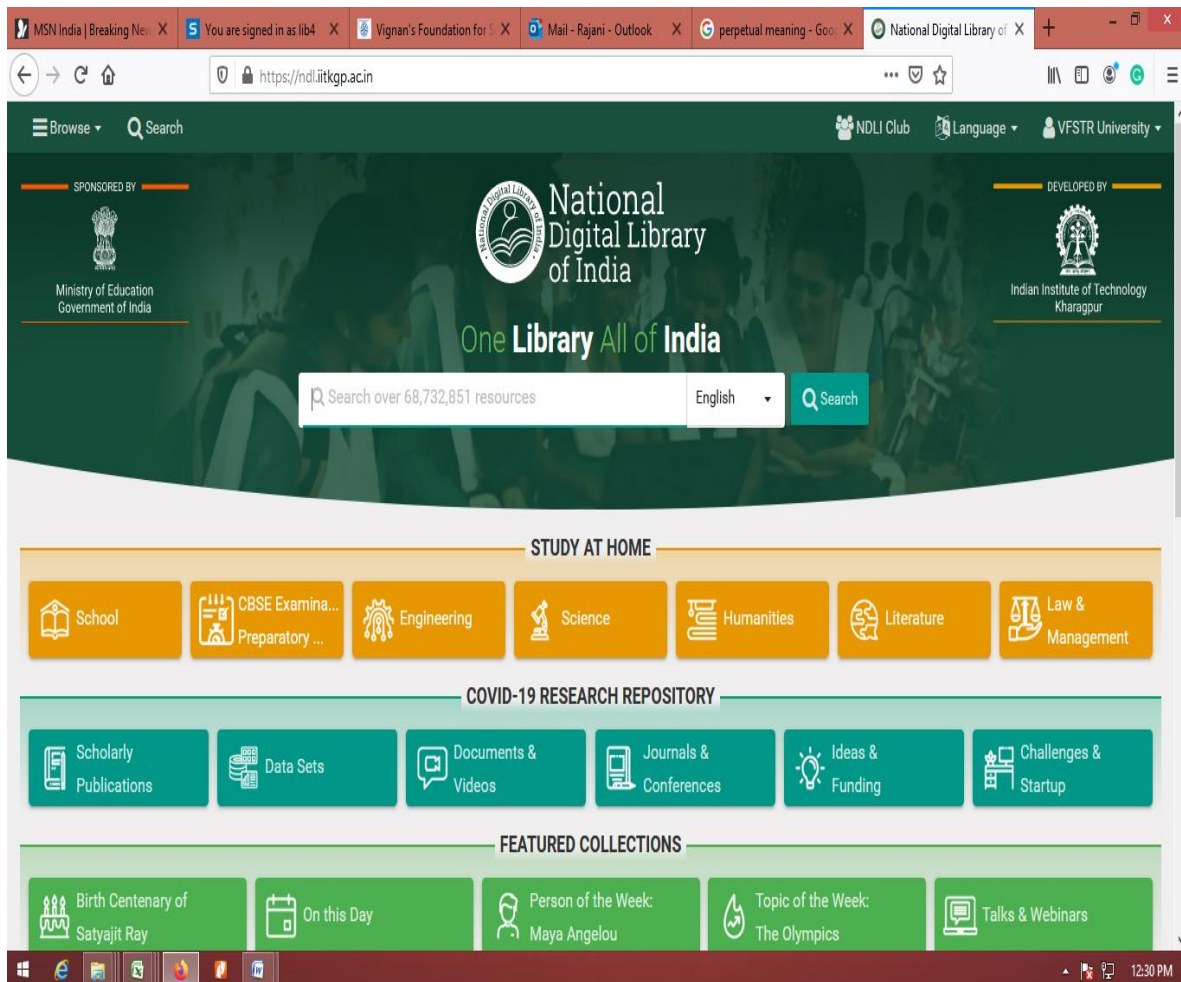 MSN India | Breaking New
You are signed in as lib4
Vignan's Foundation for S
Mail - Rajani - Outlook
perpetual meaning - Goo
National Digital Library of
https://ndl.iitkgp.ac.in
Browse
Search
NDLI Club
Language
VFSTR University
SPONSORED BY
Ministry of Education
Government of India
National Digital Library of India
National
Digital Library
of India
DEVELOPED BY
Indian Institute of Technology
Kharagpur
One Library All of India
Search over 68,732,851 resources
English
Search
STUDY AT HOME
School
CBSE Examina...
Preparatory ...
Engineering
Science
Humanities
Literature
Law &
Management
COVID-19 RESEARCH REPOSITORY
Scholarly
Publications
Data Sets
Documents &
Videos
Journals &
Conferences
Ideas &
Funding
Challenges &
Startup
FEATURED COLLECTIONS
Birth Centenary of
Satyajit Ray
On this Day
Person of the Week:
Maya Angelou
Topic of the Week:
The Olympics
Talks & Webinars
12:30 PM